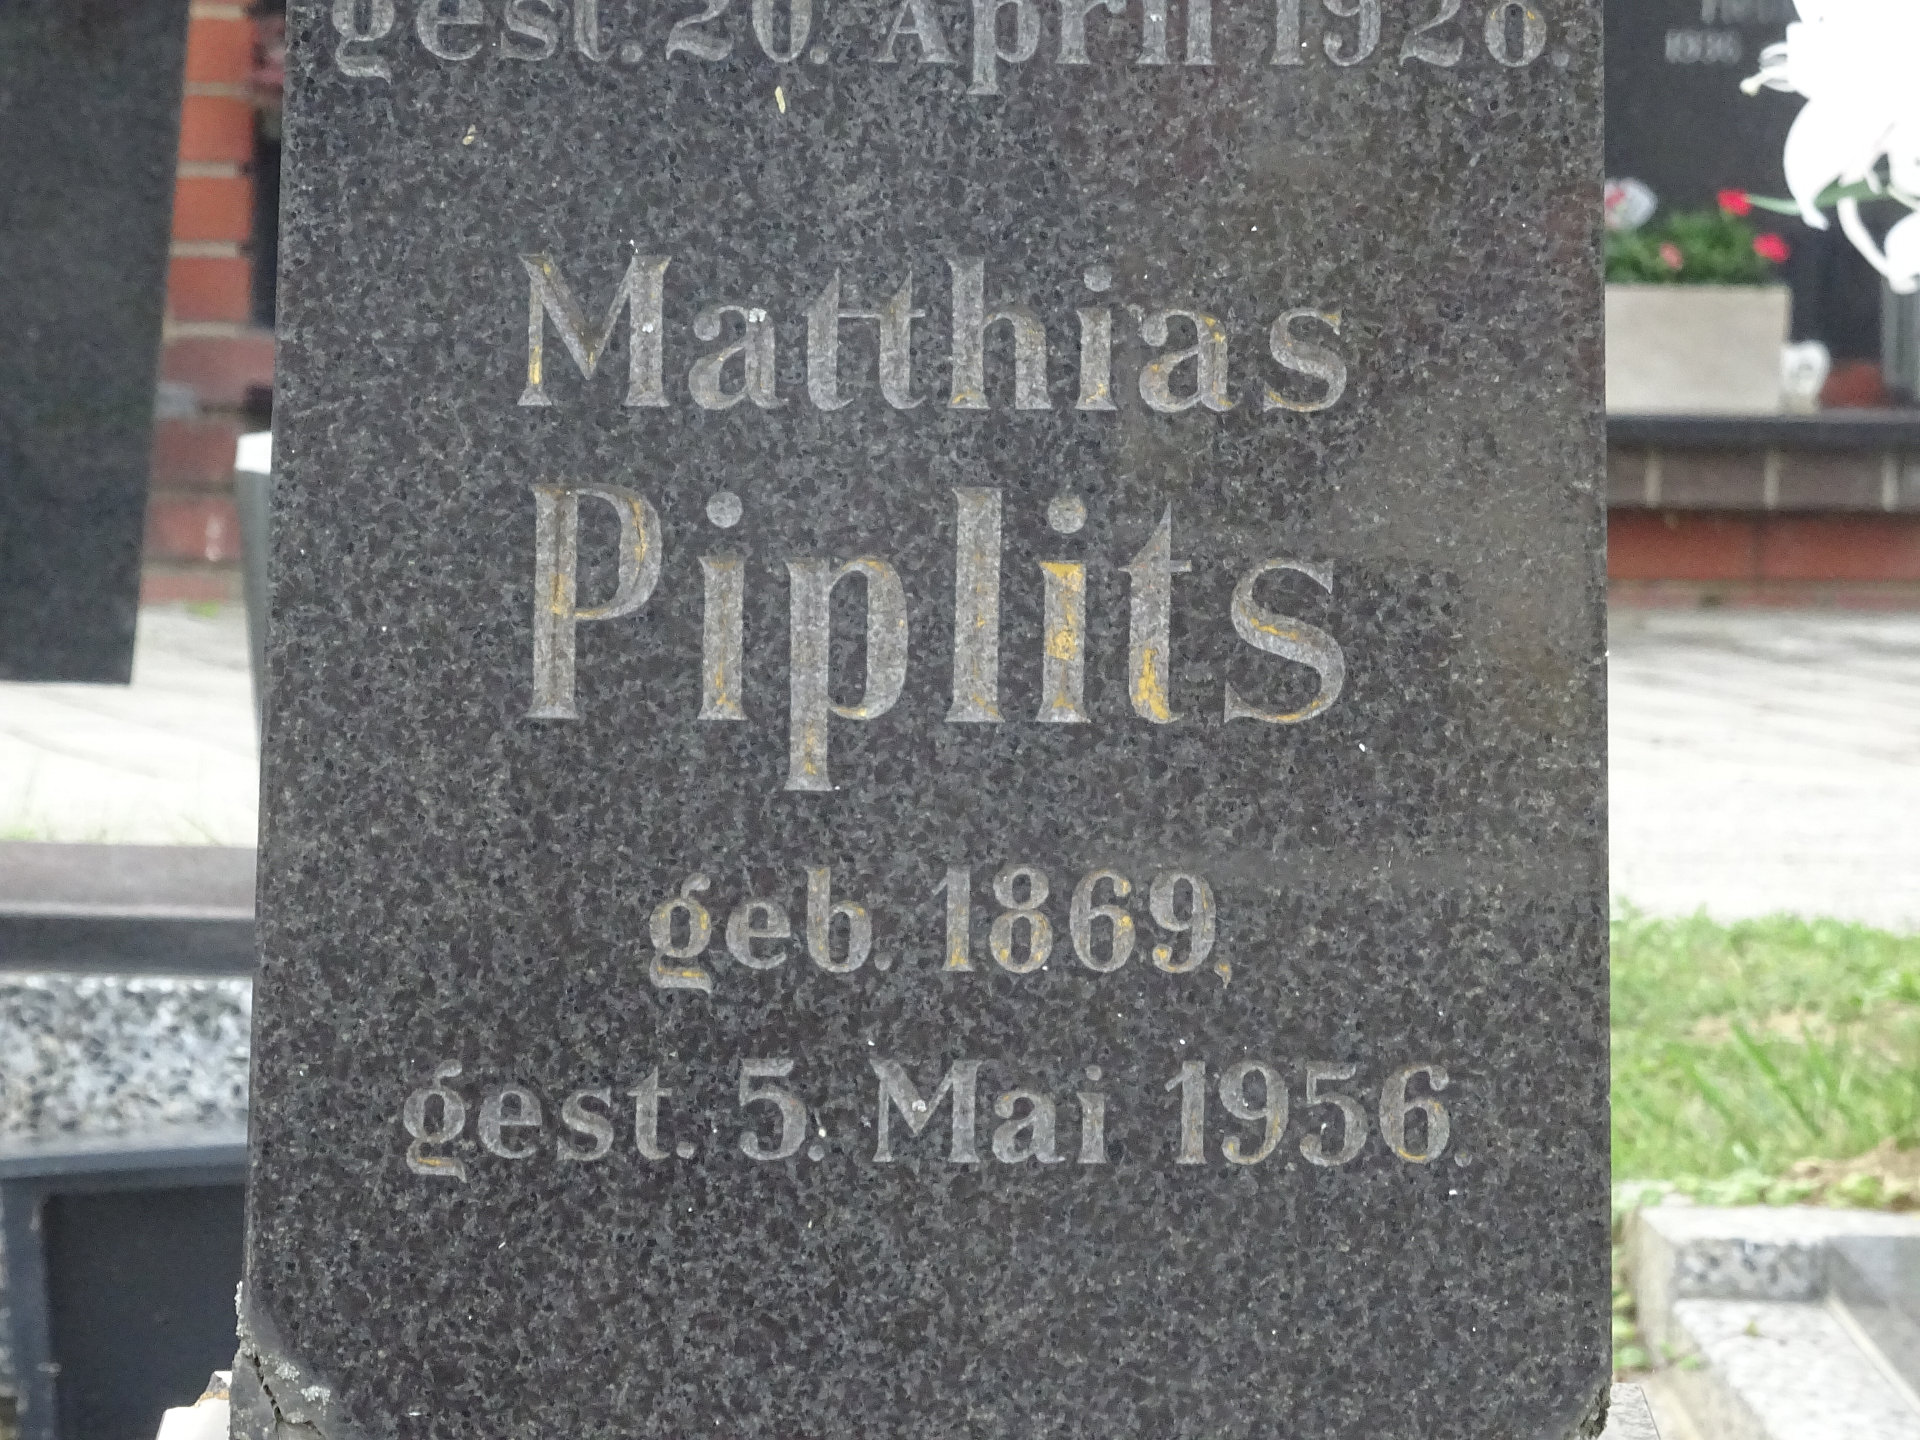 gest. 20. April 1926.
Matthias
Piplits
geb. 1869,
gest. 5. Mai 1956.